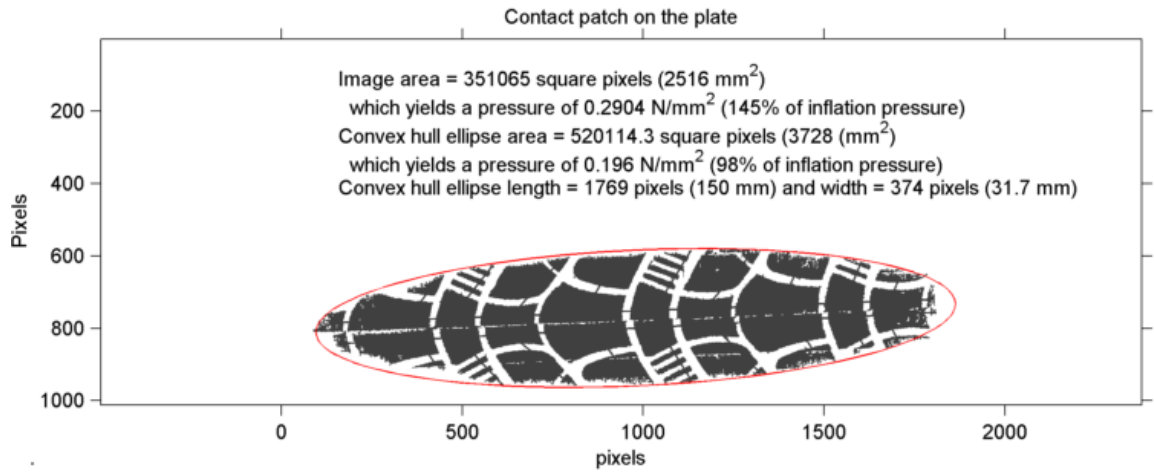 Contact patch on the plate
Image area = 351065 square pixels (2516 mm²)
which yields a pressure of 0.2904 N/mm² (145% of inflation pressure)
Convex hull ellipse area = 520114.3 square pixels (3728 (mm²)
which yields a pressure of 0.196 N/mm² (98% of inflation pressure)
Convex hull ellipse length = 1769 pixels (150 mm) and width = 374 pixels (31.7 mm)
Pixels
200
400
600
800
1000
0 500 1000 1500 2000
pixels